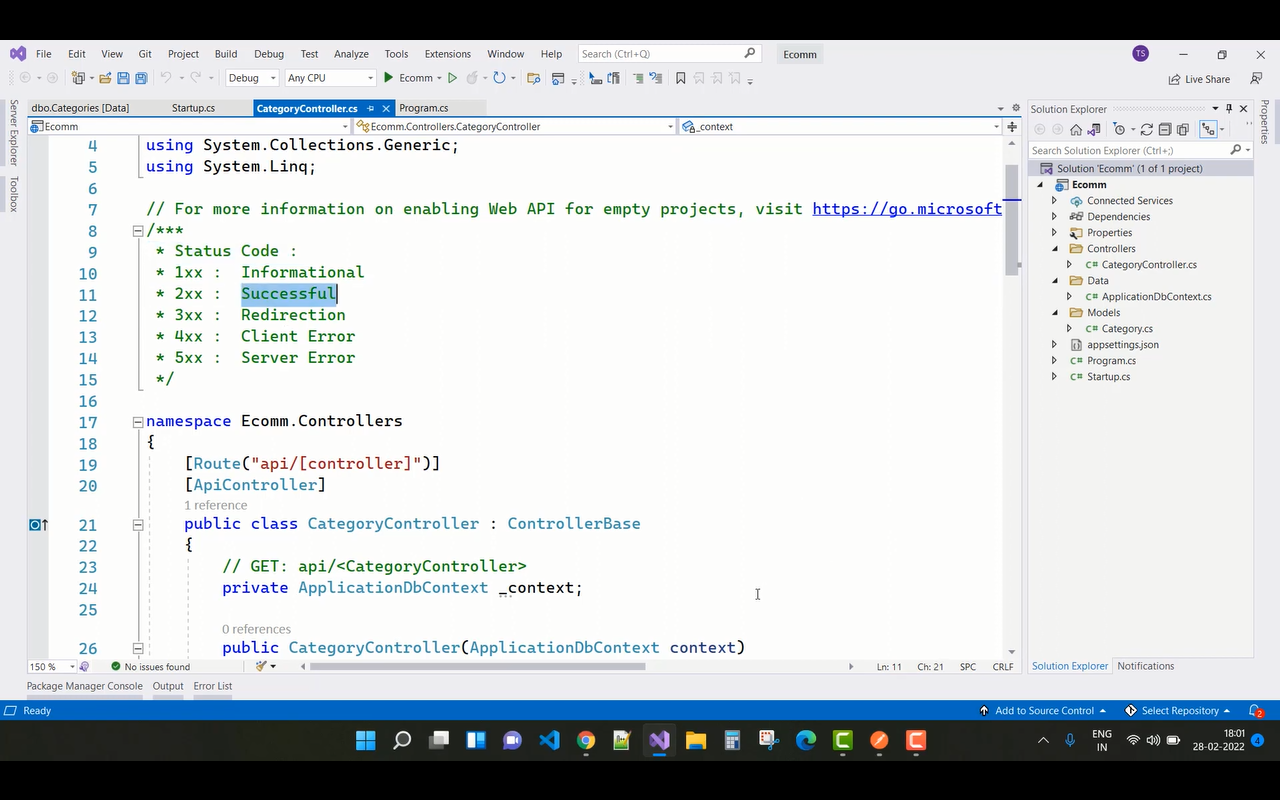 File Edit View Git Project Build Debug Test Analyze Tools Extensions Window Help Search (Ctrl+Q) Ecomm TS
Debug Any CPU Ecomm Live Share
dbo.Categories [Data] Startup.cs CategoryController.cs Program.cs
Ecomm Ecomm.Controllers.CategoryController _context
Server Explorer
Toolbox
4 using System.Collections.Generic;
5 using System.Linq;
6
7 // For more information on enabling Web API for empty projects, visit https://go.microsoft
8 /***
9 * Status Code :
10 * 1xx : Informational
11 * 2xx : Successful
12 * 3xx : Redirection
13 * 4xx : Client Error
14 * 5xx : Server Error
15 */
16
17 namespace Ecomm.Controllers
18 {
19 [Route("api/[controller]")]
20 [ApiController]
1 reference
21 public class CategoryController : ControllerBase
22 {
23 // GET: api/<CategoryController>
24 private ApplicationDbContext _context;
25
0 references
26 public CategoryController(ApplicationDbContext context)
150 % No issues found Ln: 11 Ch: 21 SPC CRLF
Solution Explorer
Search Solution Explorer (Ctrl+;)
Solution 'Ecomm' (1 of 1 project)
Ecomm
Connected Services
Dependencies
Properties
Controllers
C# CategoryController.cs
Data
C# ApplicationDbContext.cs
Models
C# Category.cs
appsettings.json
C# Program.cs
C# Startup.cs
Solution Explorer Notifications
Properties
Package Manager Console Output Error List
Ready Add to Source Control Select Repository 2
ENG
IN
18:01
28-02-2022
4